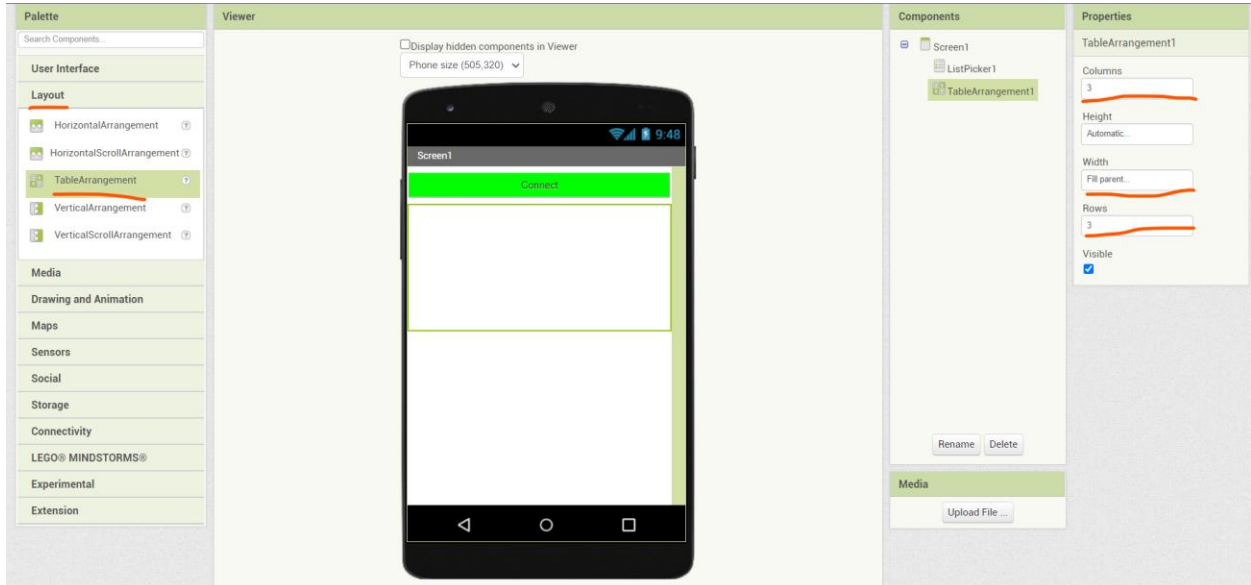 Palette
Search Components...
User Interface
Layout
HorizontalArrangement
HorizontalScrollArrangement
TableArrangement
VerticalArrangement
VerticalScrollArrangement
Media
Drawing and Animation
Maps
Sensors
Social
Storage
Connectivity
LEGO® MINDSTORMS®
Experimental
Extension
Viewer
Display hidden components in Viewer
Phone size (505,320)
9:48
Screen1
Connect
Components
Screen1
ListPicker1
TableArrangement1
Rename Delete
Media
Upload File ...
Properties
TableArrangement1
Columns
3
Height
Automatic...
Width
Fill parent...
Rows
3
Visible